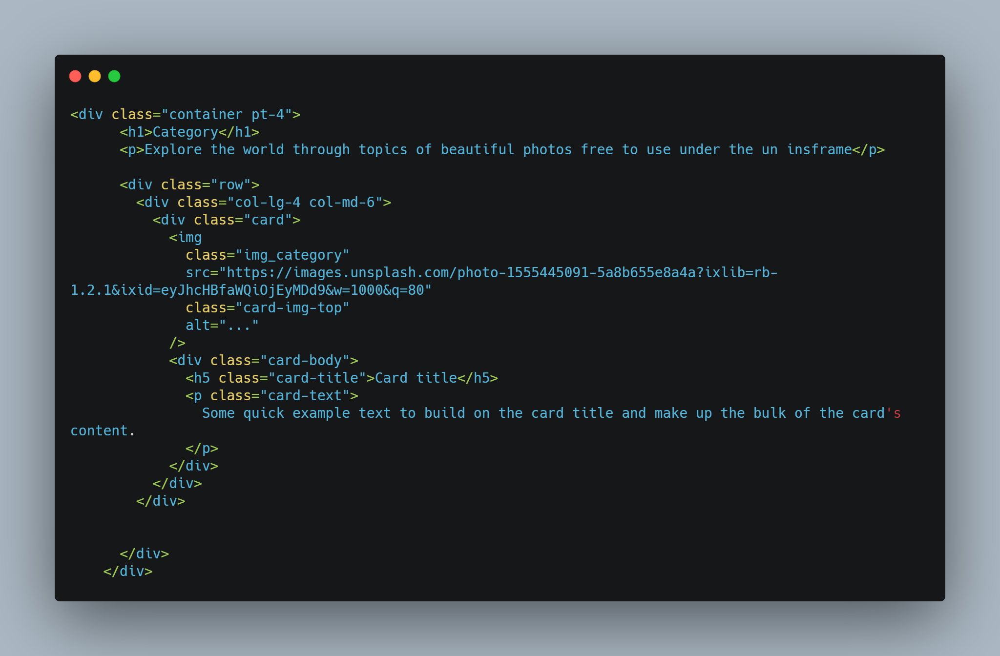 <div class="container pt-4">
      <h1>Category</h1>
      <p>Explore the world through topics of beautiful photos free to use under the un insframe</p>

      <div class="row">
        <div class="col-lg-4 col-md-6">
          <div class="card">
            <img
              class="img_category"
              src="https://images.unsplash.com/photo-1555445091-5a8b655e8a4a?ixlib=rb-
1.2.1&ixid=eyJhcHBfaWQiOjEyMDd9&w=1000&q=80"
              class="card-img-top"
              alt="..."
            />
            <div class="card-body">
              <h5 class="card-title">Card title</h5>
              <p class="card-text">
                Some quick example text to build on the card title and make up the bulk of the card's
content.
              </p>
            </div>
          </div>
        </div>


      </div>
    </div>